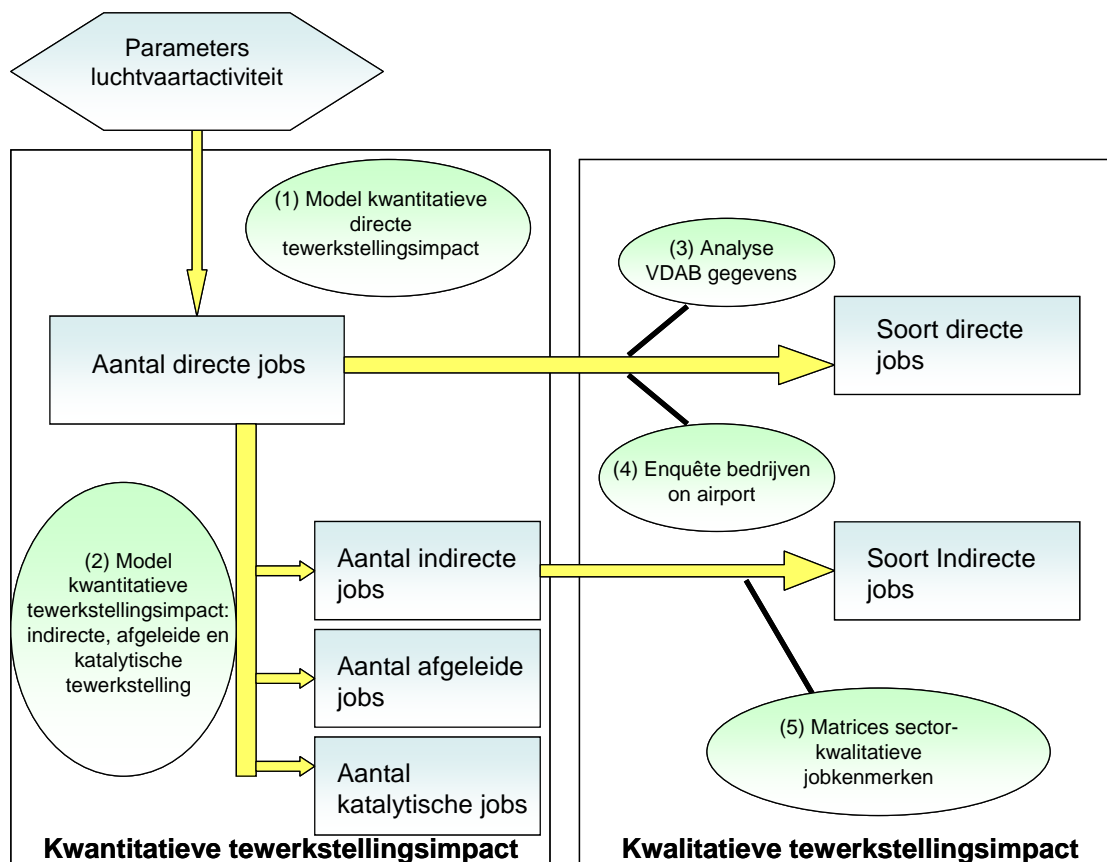 Parameters
luchtvaartactiviteit
(1) Model kwantitatieve
directe
tewerkstellingsimpact
(3) Analyse
VDAB gegevens
Aantal directe jobs
Soort directe
jobs
(4) Enquête bedrijven
on airport
(2) Model
kwantitatieve
tewerkstellingsimpact:
indirecte, afgeleide en
katalytische
tewerkstelling
Aantal indirecte
jobs
Soort Indirecte
jobs
Aantal afgeleide
jobs
Aantal
katalytische jobs
(5) Matrices sector-
kwalitatieve
jobkenmerken
Kwantitatieve tewerkstellingsimpact
Kwalitatieve tewerkstellingsimpact